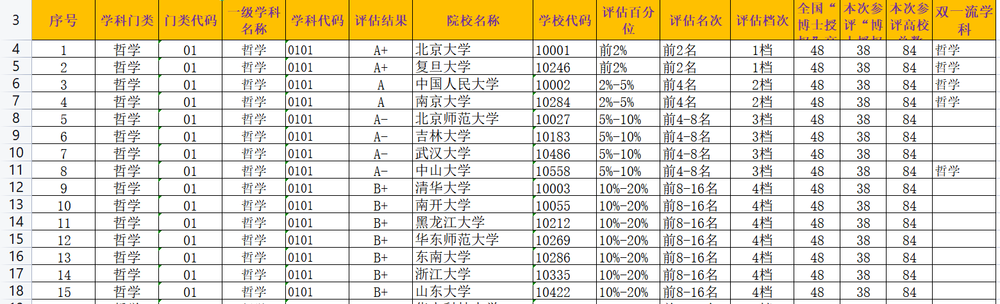 3 序号 学科门类 门类代码 一级学科名称 学科代码 评估结果 院校名称 学校代码 评估百分位 评估名次 评估档次 全国“博士授 本次参评“博 本次参评高校 双一流学科
4 1 哲学 01 哲学 0101 A+ 北京大学 10001 前2% 前2名 1档 48 38 84 哲学
5 2 哲学 01 哲学 0101 A+ 复旦大学 10246 前2% 前2名 1档 48 38 84 哲学
6 3 哲学 01 哲学 0101 A 中国人民大学 10002 2%-5% 前4名 2档 48 38 84 哲学
7 4 哲学 01 哲学 0101 A 南京大学 10284 2%-5% 前4名 2档 48 38 84 哲学
8 5 哲学 01 哲学 0101 A- 北京师范大学 10027 5%-10% 前4-8名 3档 48 38 84
9 6 哲学 01 哲学 0101 A- 吉林大学 10183 5%-10% 前4-8名 3档 48 38 84
10 7 哲学 01 哲学 0101 A- 武汉大学 10486 5%-10% 前4-8名 3档 48 38 84
11 8 哲学 01 哲学 0101 A- 中山大学 10558 5%-10% 前4-8名 3档 48 38 84 哲学
12 9 哲学 01 哲学 0101 B+ 清华大学 10003 10%-20% 前8-16名 4档 48 38 84
13 10 哲学 01 哲学 0101 B+ 南开大学 10055 10%-20% 前8-16名 4档 48 38 84
14 11 哲学 01 哲学 0101 B+ 黑龙江大学 10212 10%-20% 前8-16名 4档 48 38 84
15 12 哲学 01 哲学 0101 B+ 华东师范大学 10269 10%-20% 前8-16名 4档 48 38 84
16 13 哲学 01 哲学 0101 B+ 东南大学 10286 10%-20% 前8-16名 4档 48 38 84
17 14 哲学 01 哲学 0101 B+ 浙江大学 10335 10%-20% 前8-16名 4档 48 38 84
18 15 哲学 01 哲学 0101 B+ 山东大学 10422 10%-20% 前8-16名 4档 48 38 84